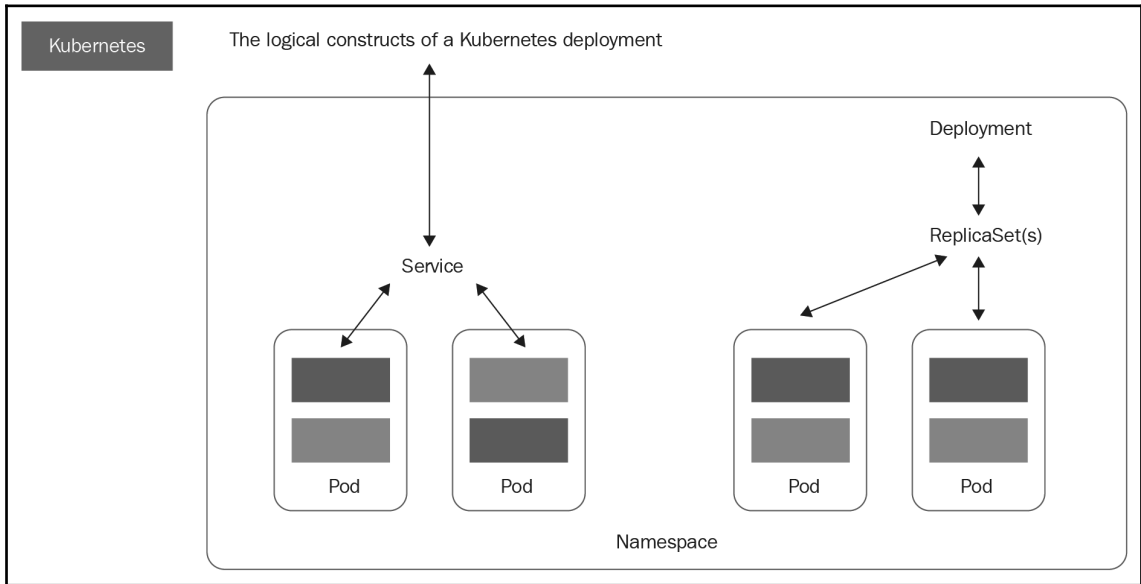 Kubernetes
The logical constructs of a Kubernetes deployment
Deployment
ReplicaSet(s)
Service
Pod
Pod
Pod
Pod
Namespace